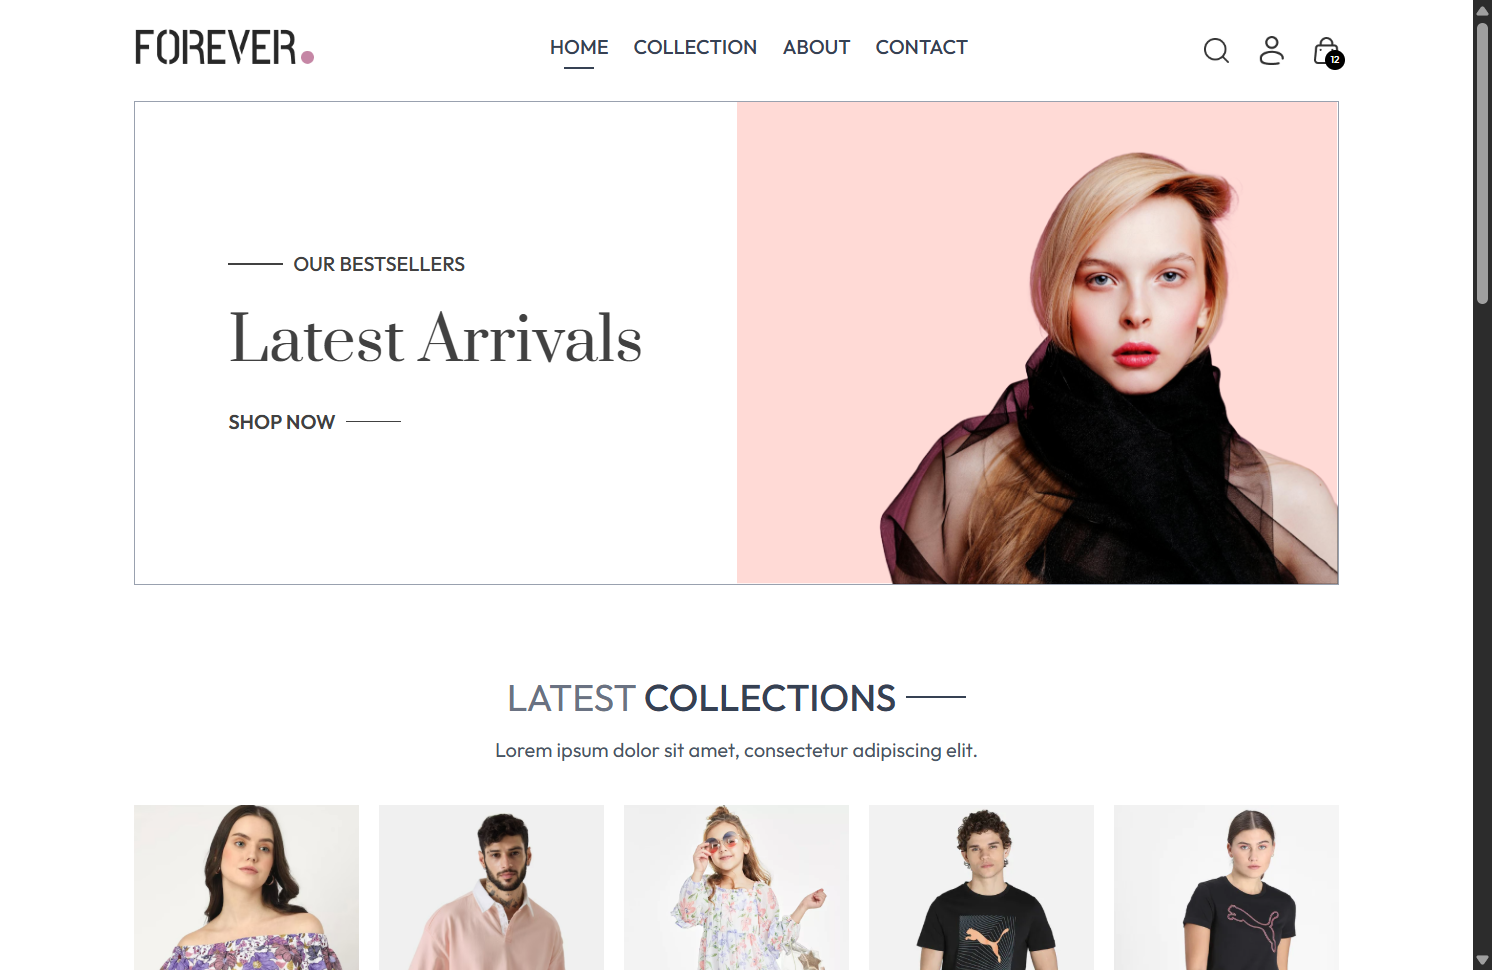 FOREVER.
HOME COLLECTION ABOUT CONTACT
12
OUR BESTSELLERS
Latest Arrivals
SHOP NOW
LATEST COLLECTIONS
Lorem ipsum dolor sit amet, consectetur adipiscing elit.